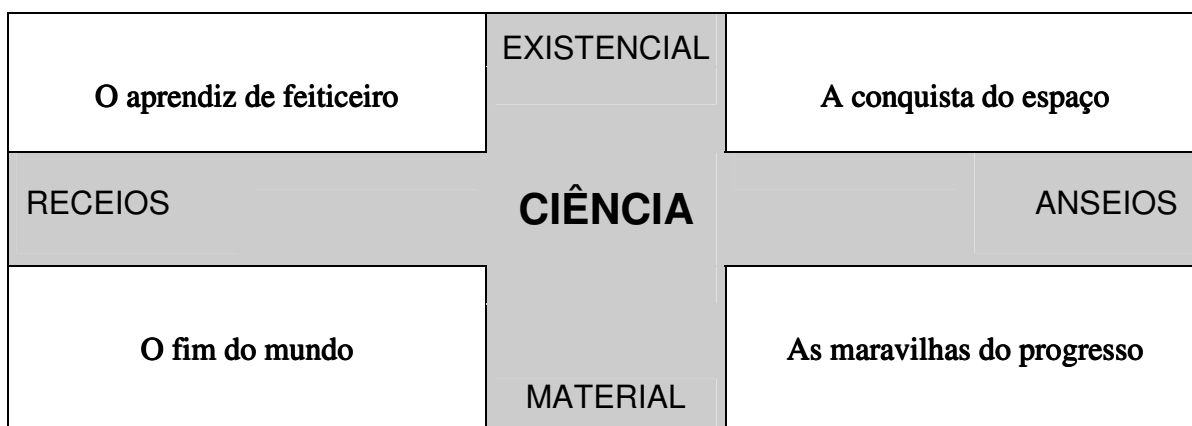 EXISTENCIAL
O aprendiz de feiticeiro
A conquista do espaço
RECEIOS
CIÊNCIA
ANSEIOS
O fim do mundo
As maravilhas do progresso
MATERIAL